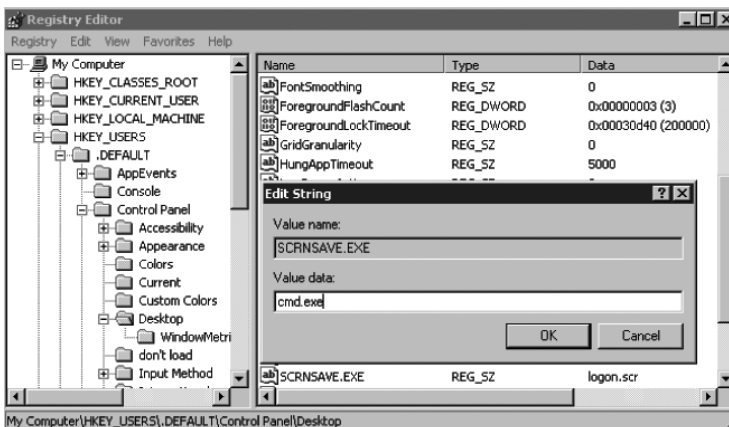 Registry Editor
Registry Edit View Favorites Help
My Computer
HKEY_CLASSES_ROOT
HKEY_CURRENT_USER
HKEY_LOCAL_MACHINE
HKEY_USERS
.DEFAULT
AppEvents
Console
Control Panel
Accessibility
Appearance
Colors
Current
Custom Colors
Desktop
WindowMetri
don't load
Input Method
Name Type Data
FontSmoothing REG_SZ 0
ForegroundFlashCount REG_DWORD 0x00000003 (3)
ForegroundLockTimeout REG_DWORD 0x00030d40 (200000)
GridGranularity REG_SZ 0
HungAppTimeout REG_SZ 5000
Edit String
Value name:
SCRNSAVE.EXE
Value data:
cmd.exe
OK Cancel
SCRNSAVE.EXE REG_SZ logon.scr
My Computer\HKEY_USERS\.DEFAULT\Control Panel\Desktop